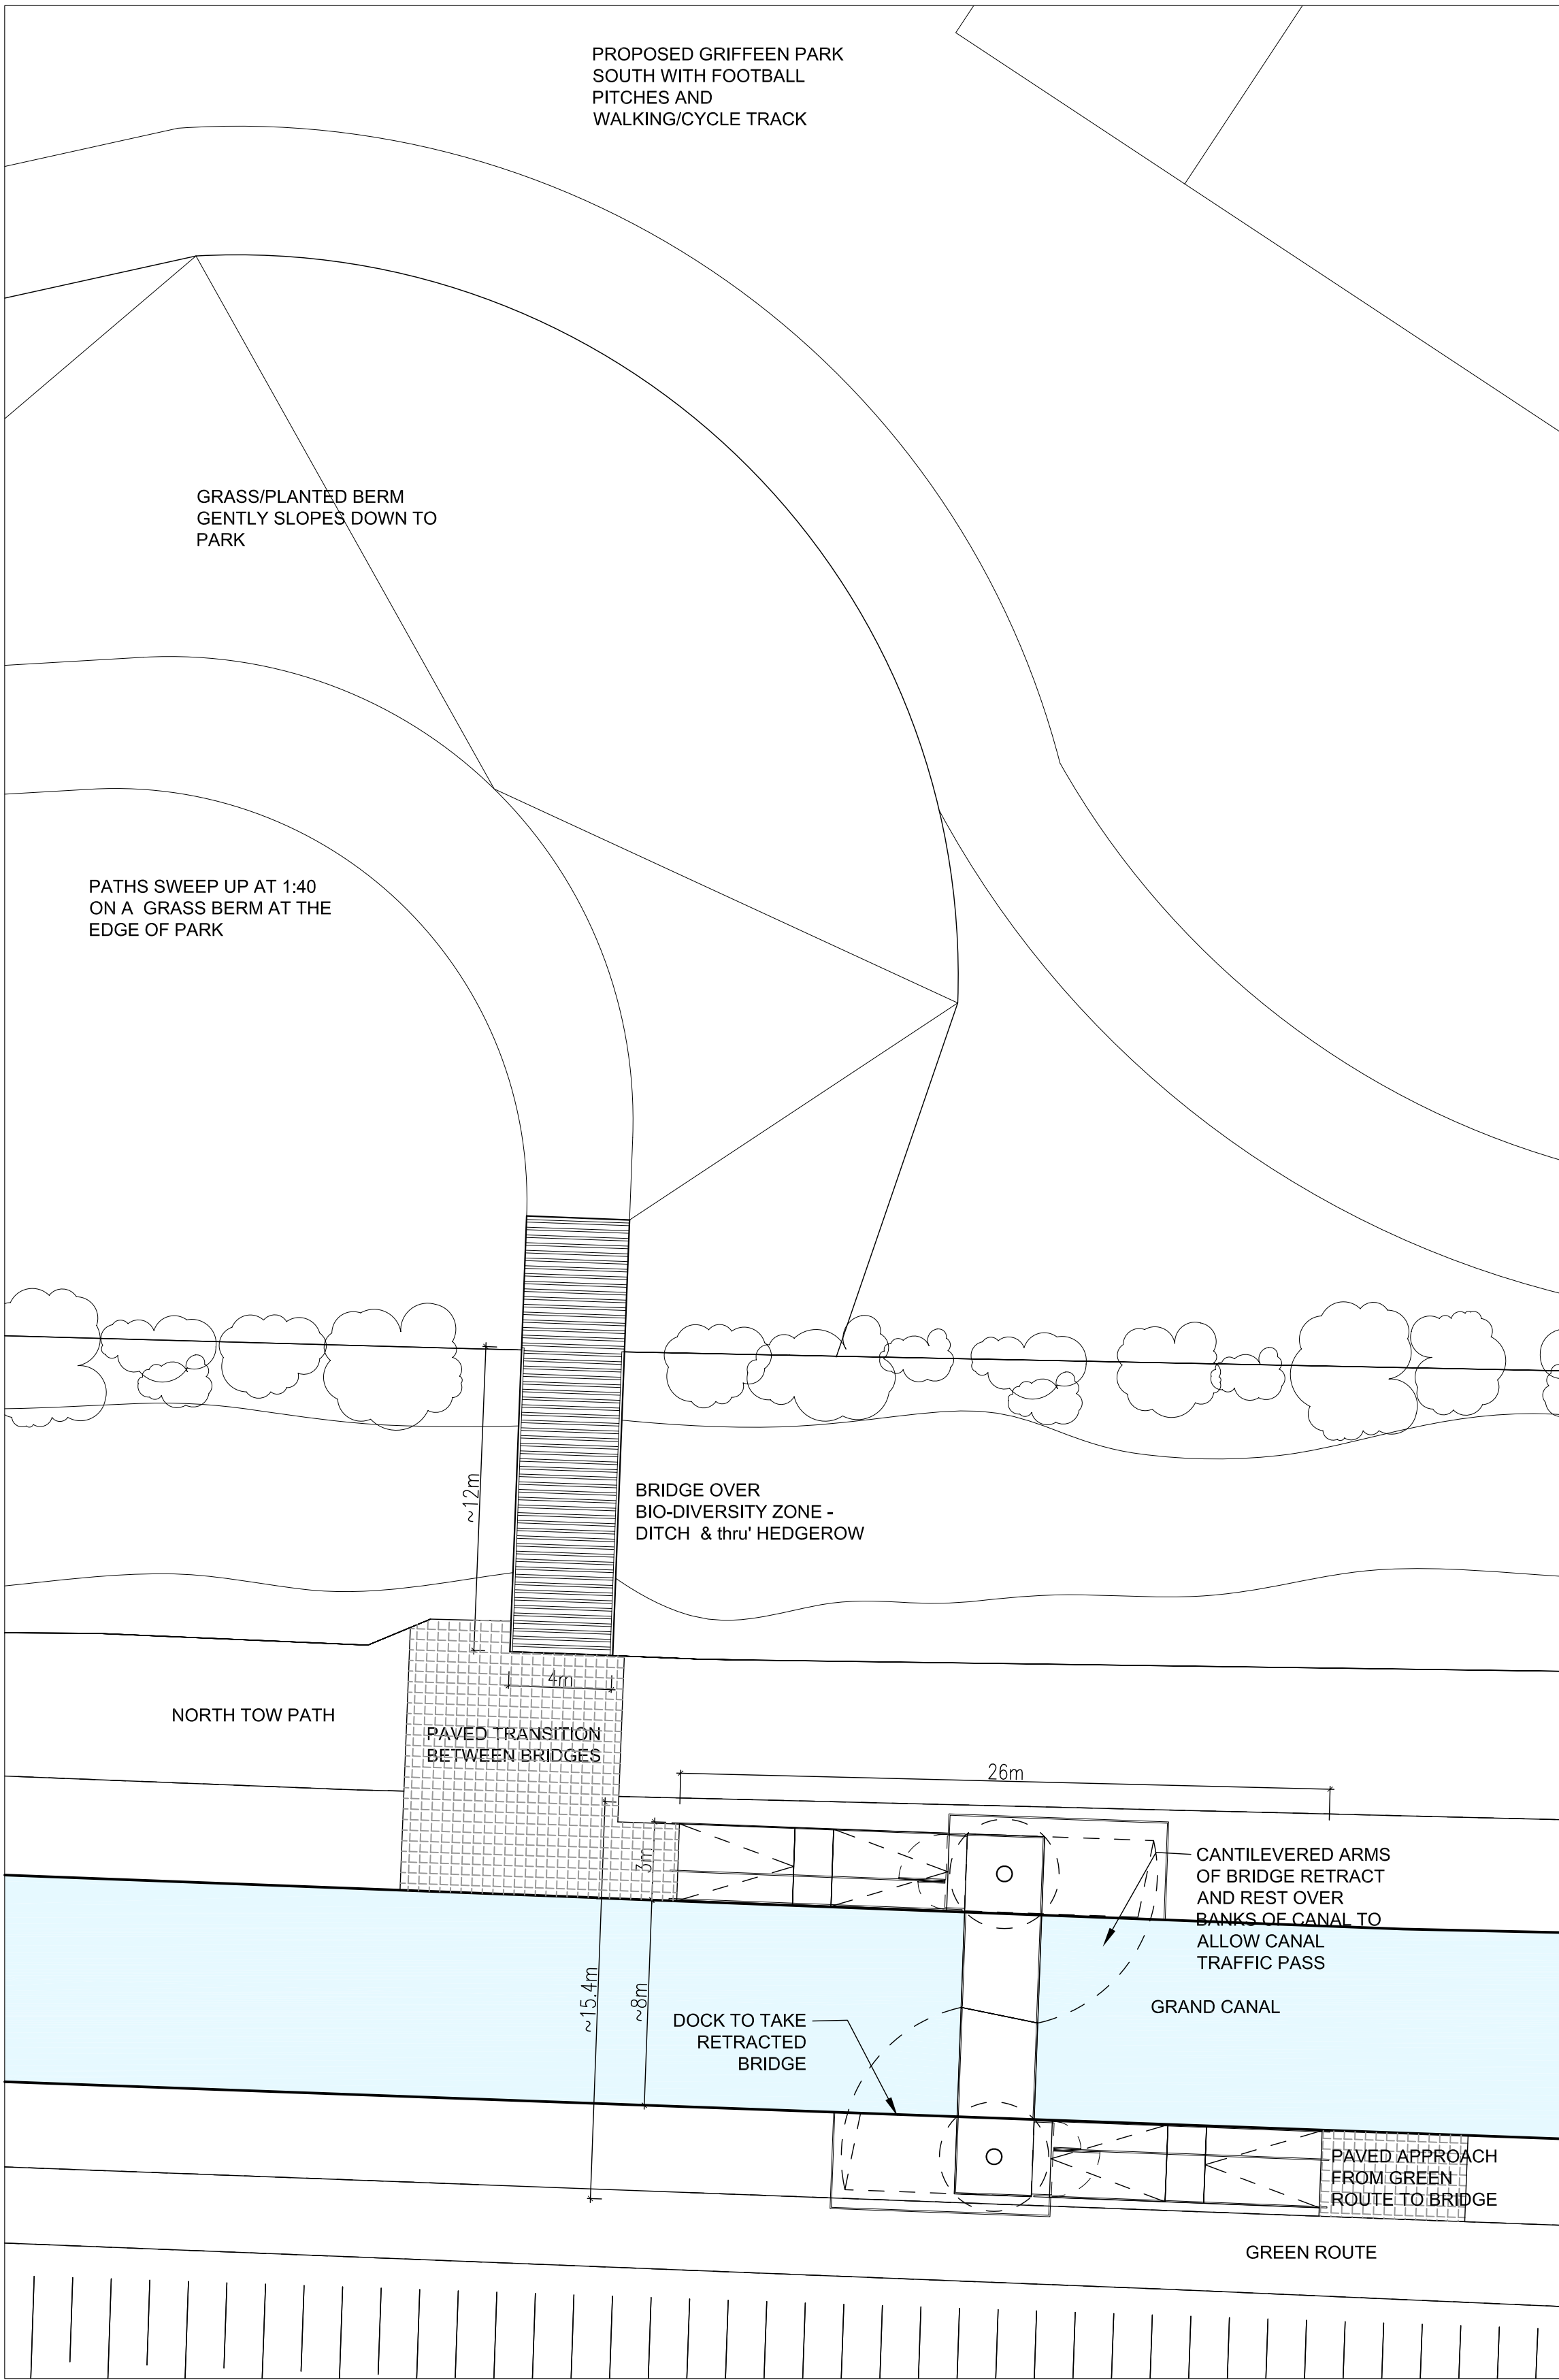 PROPOSED GRIFFEEN PARK
SOUTH WITH FOOTBALL
PITCHES AND
WALKING/CYCLE TRACK
GRASS/PLANTED BERM
GENTLY SLOPES DOWN TO
PARK
PATHS SWEEP UP AT 1:40
ON A GRASS BERM AT THE
EDGE OF PARK
~12m
BRIDGE OVER
BIO-DIVERSITY ZONE -
DITCH & thru' HEDGEROW
4m
NORTH TOW PATH
PAVED TRANSITION
BETWEEN BRIDGES
26m
3m
CANTILEVERED ARMS
OF BRIDGE RETRACT
AND REST OVER
BANKS OF CANAL TO
ALLOW CANAL
TRAFFIC PASS
~15.4m
~8m
GRAND CANAL
DOCK TO TAKE
RETRACTED
BRIDGE
PAVED APPROACH
FROM GREEN
ROUTE TO BRIDGE
GREEN ROUTE